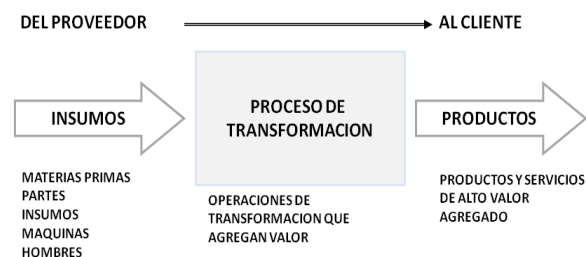 DEL PROVEEDOR
AL CLIENTE
INSUMOS
PROCESO DE
TRANSFORMACION
PRODUCTOS
MATERIAS PRIMAS
PARTES
INSUMOS
MAQUINAS
HOMBRES
OPERACIONES DE
TRANSFORMACION QUE
AGREGAN VALOR
PRODUCTOS Y SERVICIOS
DE ALTO VALOR
AGREGADO